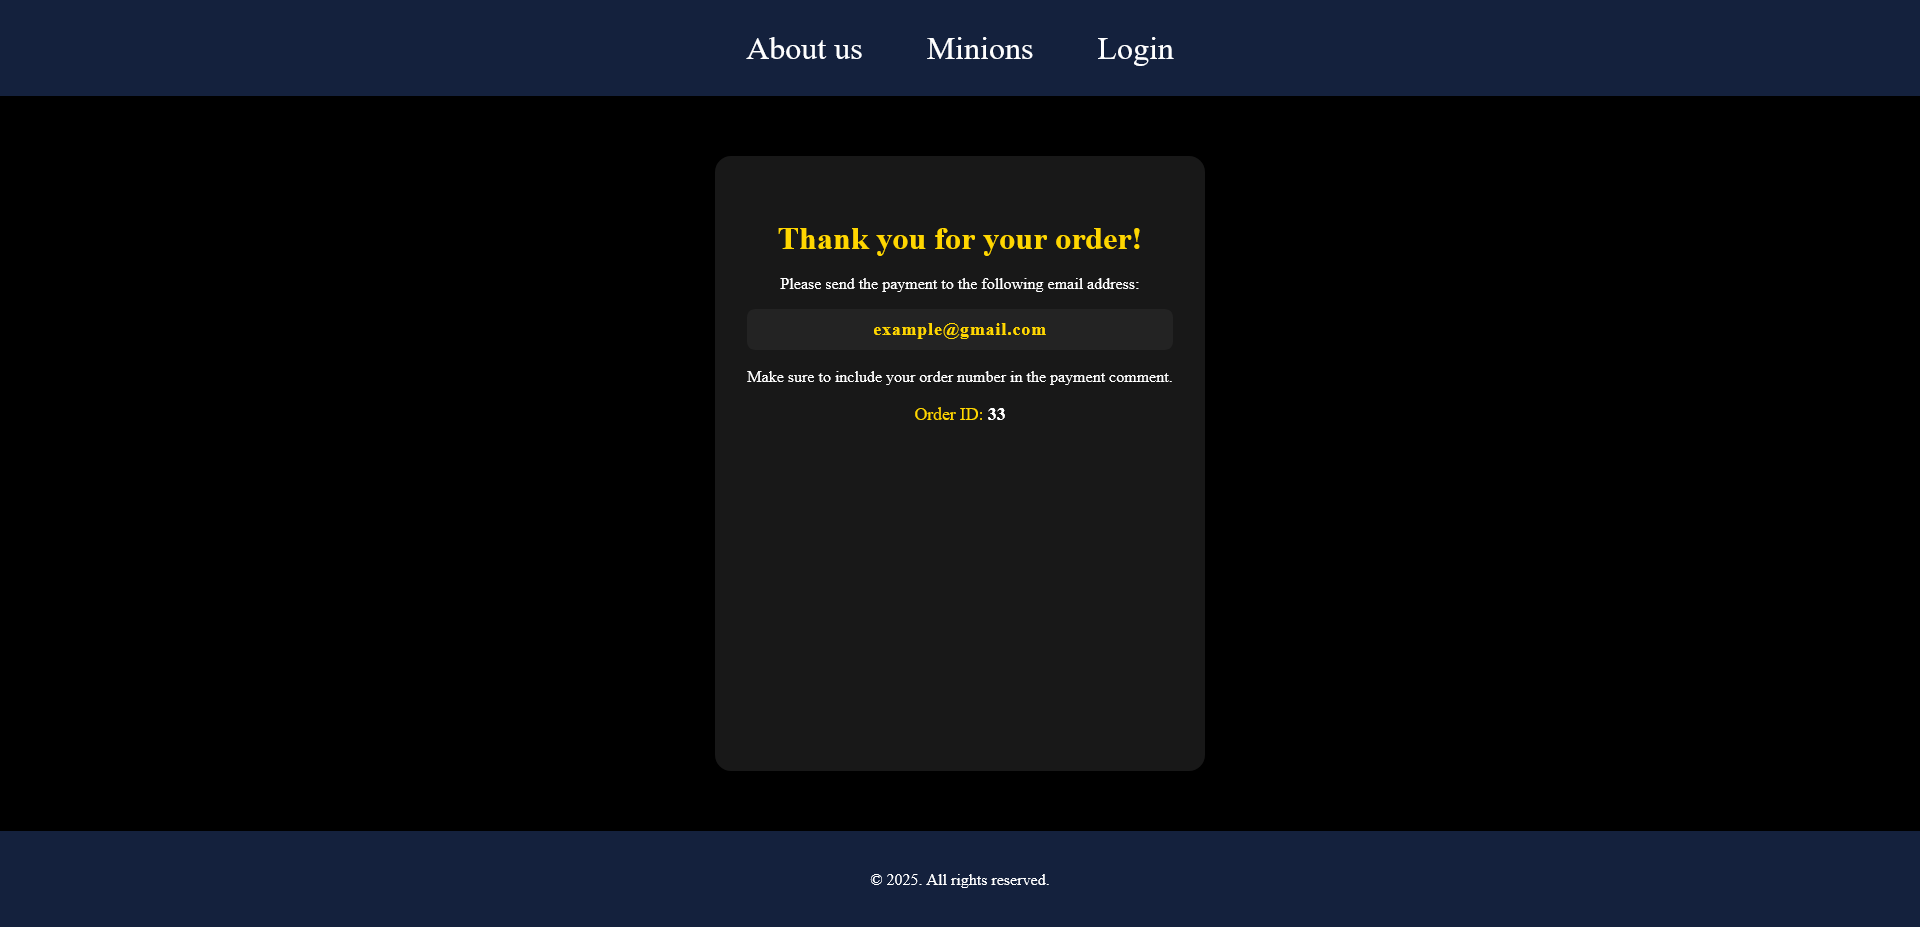 About us Minions Login
Thank you for your order!
Please send the payment to the following email address:
example@gmail.com
Make sure to include your order number in the payment comment.
Order ID: 33
© 2025. All rights reserved.